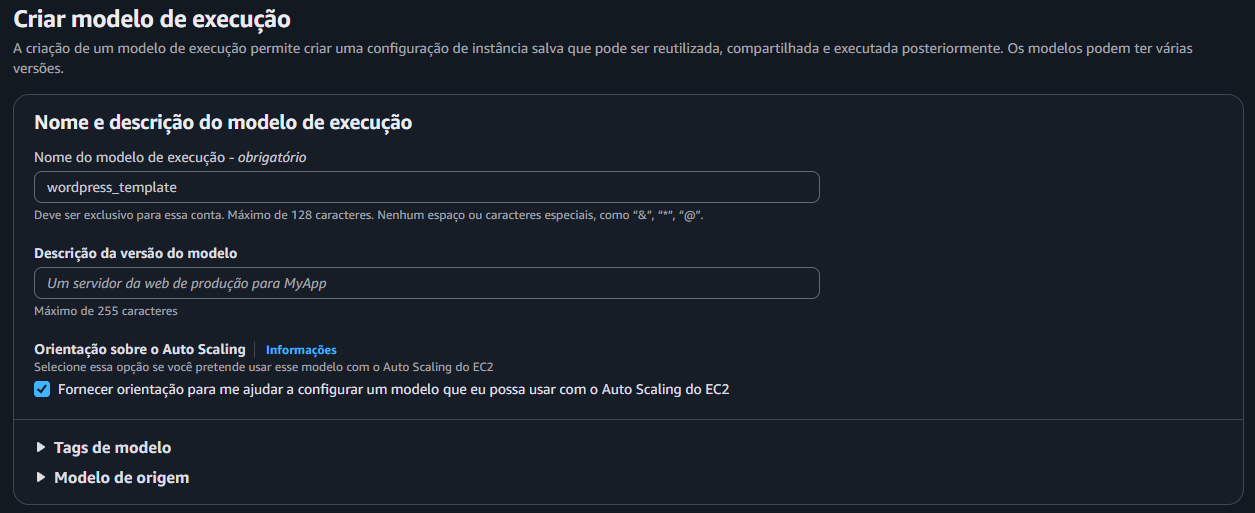 Criar modelo de execução
A criação de um modelo de execução permite criar uma configuração de instância salva que pode ser reutilizada, compartilhada e executada posteriormente. Os modelos podem ter várias
versões.
Nome e descrição do modelo de execução
Nome do modelo de execução - obrigatório
wordpress_template
Deve ser exclusivo para essa conta. Máximo de 128 caracteres. Nenhum espaço ou caracteres especiais, como "&", "*", "@".
Descrição da versão do modelo
Um servidor da web de produção para MyApp
Máximo de 255 caracteres
Orientação sobre o Auto Scaling | Informações
Selecione essa opção se você pretende usar esse modelo com o Auto Scaling do EC2
Fornecer orientação para me ajudar a configurar um modelo que eu possa usar com o Auto Scaling do EC2
Tags de modelo
Modelo de origem